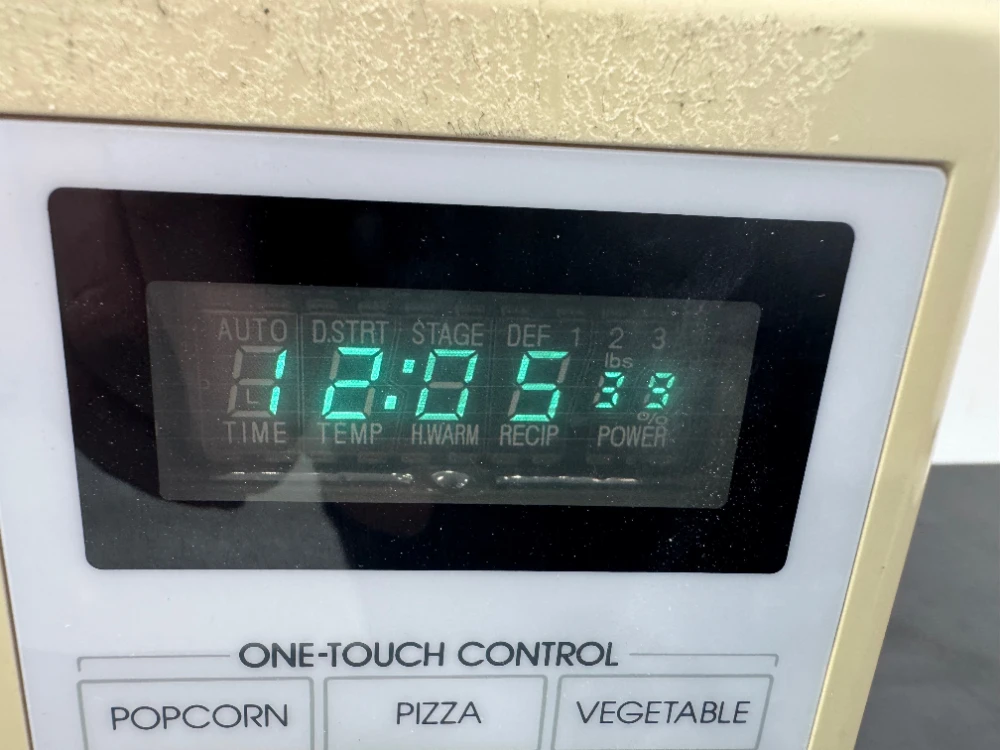 AUTO D.STRT STAGE DEF 1 2 3
lbs
12:05 39
%
TIME TEMP H.WARM RECIP POWER
ONE-TOUCH CONTROL
POPCORN PIZZA VEGETABLE